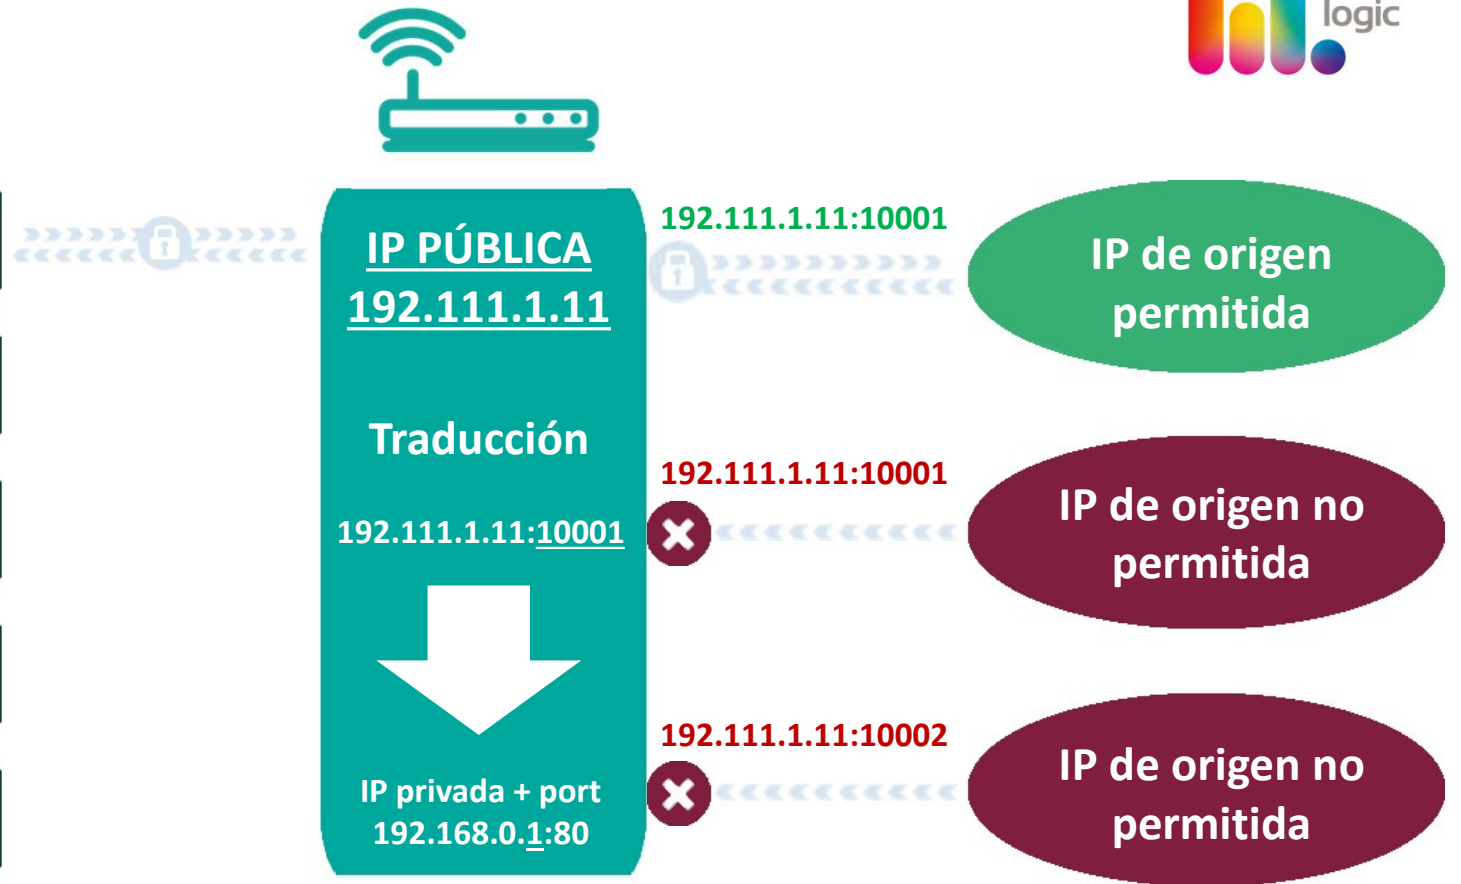 logic
IP PÚBLICA
192.111.1.11
Traducción
192.111.1.11:10001
IP privada + port
192.168.0.1:80
192.111.1.11:10001
IP de origen
permitida
192.111.1.11:10001
IP de origen no
permitida
192.111.1.11:10002
IP de origen no
permitida